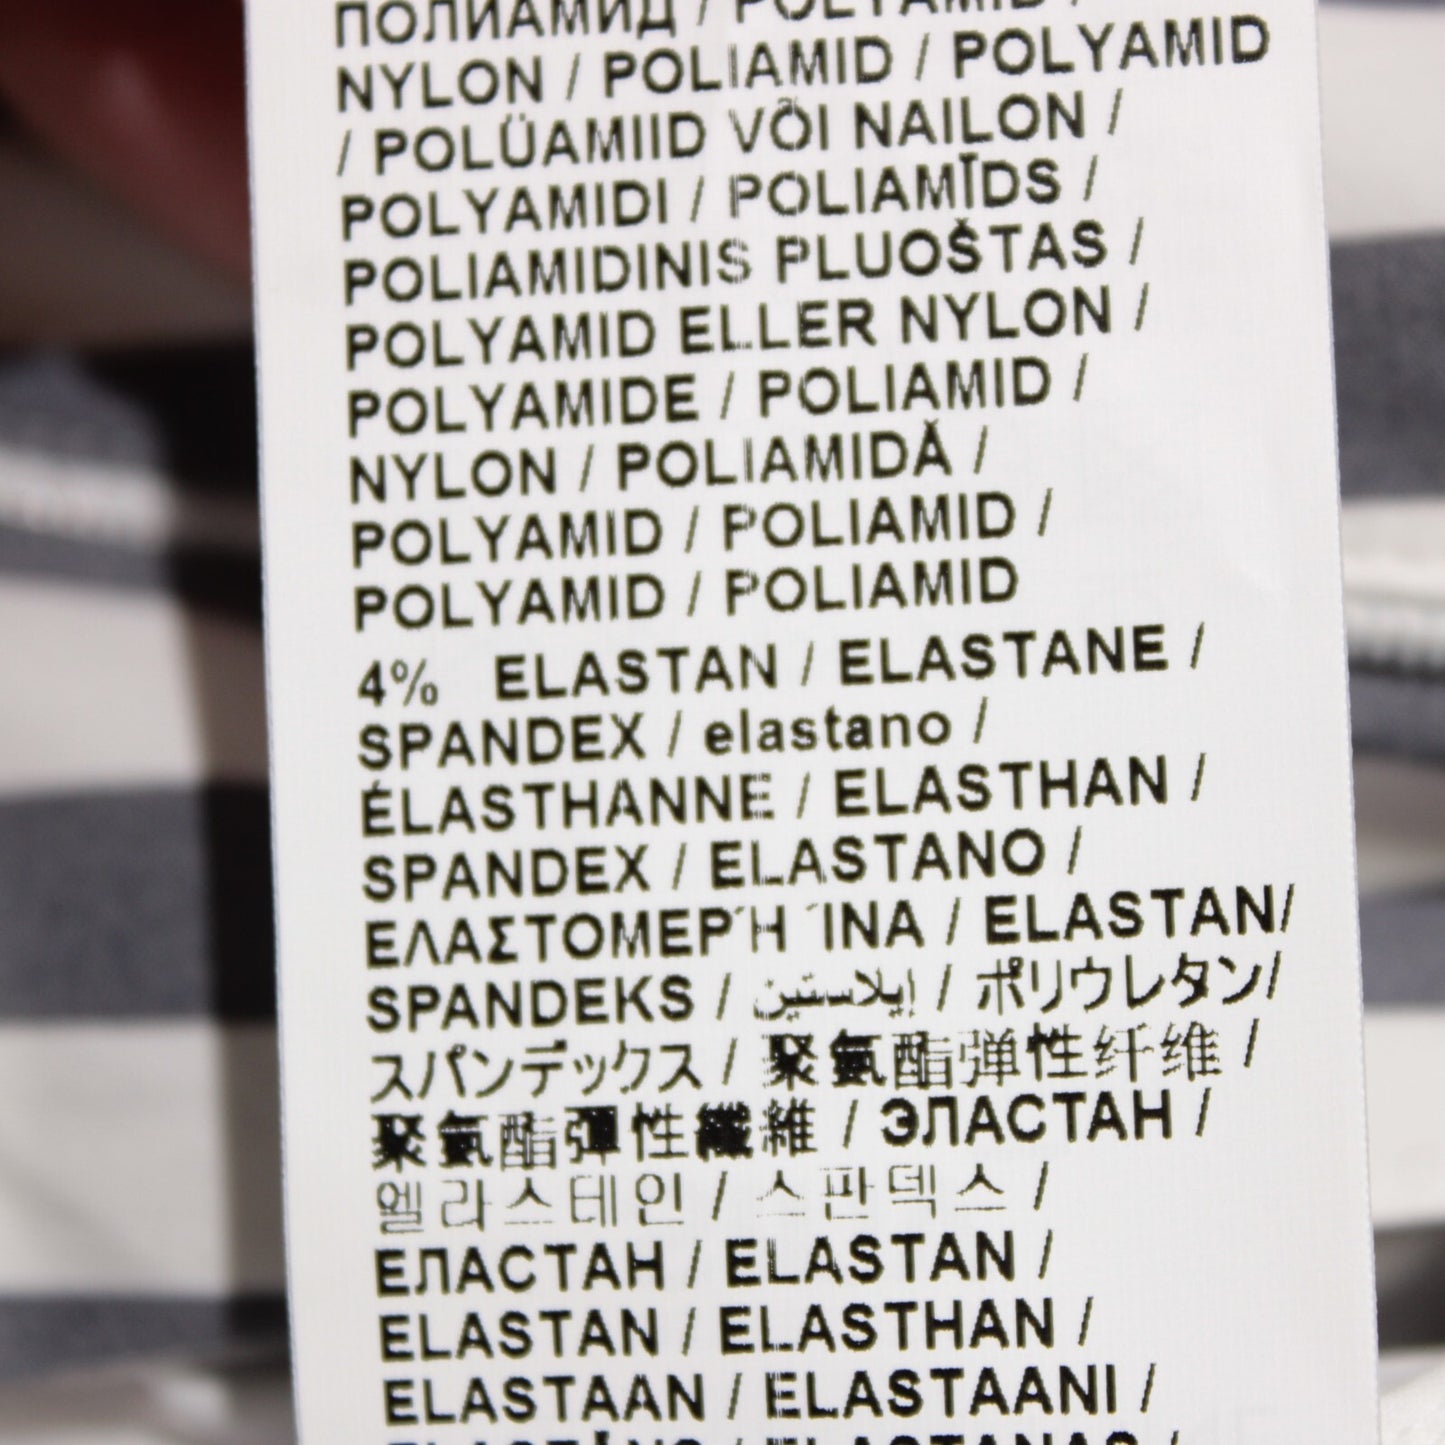 ПОЛИАМИД / POLYAMID /
NYLON / POLIAMID / POLYAMID
/ POLÜAMIID VÕI NAILON /
POLYAMIDI / POLIAMĪDS /
POLIAMIDINIS PLUOŠTAS /
POLYAMID ELLER NYLON /
POLYAMIDE / POLIAMID /
NYLON / POLIAMIDĂ /
POLYAMID / POLIAMID /
POLYAMID / POLIAMID
4% ELASTAN / ELASTANE /
SPANDEX / elastano /
ÉLASTHANNE / ELASTHAN /
SPANDEX / ELASTANO /
ΕΛΑΣΤΟΜΕΡ΄Η ΄ΙΝΑ / ELASTAN/
SPANDEKS / إيلاستين / ポリウレタン/
スパンデックス / 聚氨酯弹性纤维 /
聚氨酯彈性纖維 / ЭЛАСТАН /
엘라스테인 / 스판덱스 /
ЕЛАСТАН / ELASTAN /
ELASTAN / ELASTHAN /
ELASTAAN / ELASTAANI /